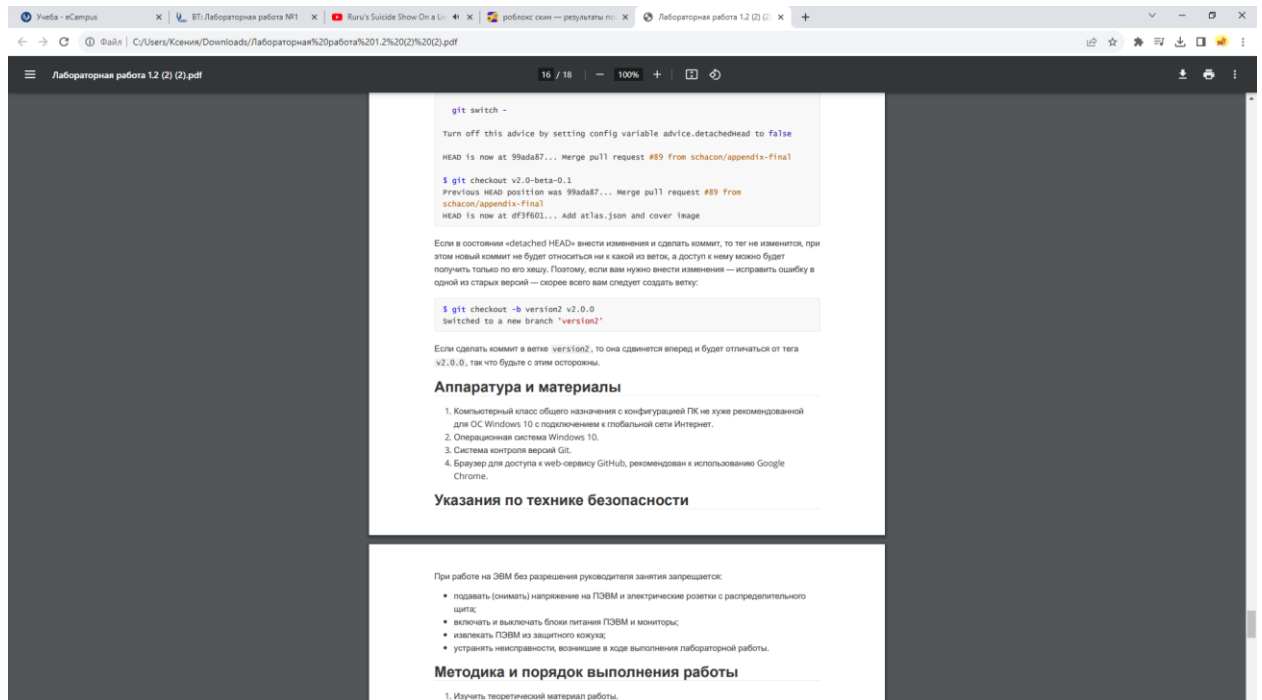 Учеба - eCampus
ВТ: Лабораторная работа №1
Ruru's Suicide Show On a Li
роблокс скин — результаты по
Лабораторная работа 1.2 (2) (2
Файл | C:/Users/Ксения/Downloads/Лабораторная%20работа%201.2%20(2)%20(2).pdf
Лабораторная работа 1.2 (2) (2).pdf
16 / 18 | − 100% +
git switch -
Turn off this advice by setting config variable advice.detachedHead to false
HEAD is now at 99ada87... Merge pull request #89 from schacon/appendix-final
$ git checkout v2.0-beta-0.1
Previous HEAD position was 99ada87... Merge pull request #89 from
schacon/appendix-final
HEAD is now at df3f601... Add atlas.json and cover image
Если в состоянии «detached HEAD» внести изменения и сделать коммит, то тег не изменится, при
этом новый коммит не будет относиться ни к какой из веток, а доступ к нему можно будет
получить только по его хешу. Поэтому, если вам нужно внести изменения — исправить ошибку в
одной из старых версий — скорее всего вам следует создать ветку:
$ git checkout -b version2 v2.0.0
Switched to a new branch 'version2'
Если сделать коммит в ветке version2, то она сдвинется вперед и будет отличаться от тега
v2.0.0, так что будьте с этим осторожны.
Аппаратура и материалы
1. Компьютерный класс общего назначения с конфигурацией ПК не хуже рекомендованной
для ОС Windows 10 с подключением к глобальной сети Интернет.
2. Операционная система Windows 10.
3. Система контроля версий Git.
4. Браузер для доступа к web-сервису GitHub, рекомендован к использованию Google
Chrome.
Указания по технике безопасности
При работе на ЭВМ без разрешения руководителя занятия запрещается:
• подавать (снимать) напряжение на ПЭВМ и электрические розетки с распределительного
щита;
• включать и выключать блоки питания ПЭВМ и мониторы;
• извлекать ПЭВМ из защитного кожуха;
• устранять неисправности, возникшие в ходе выполнения лабораторной работы.
Методика и порядок выполнения работы
1. Изучить теоретический материал работы.